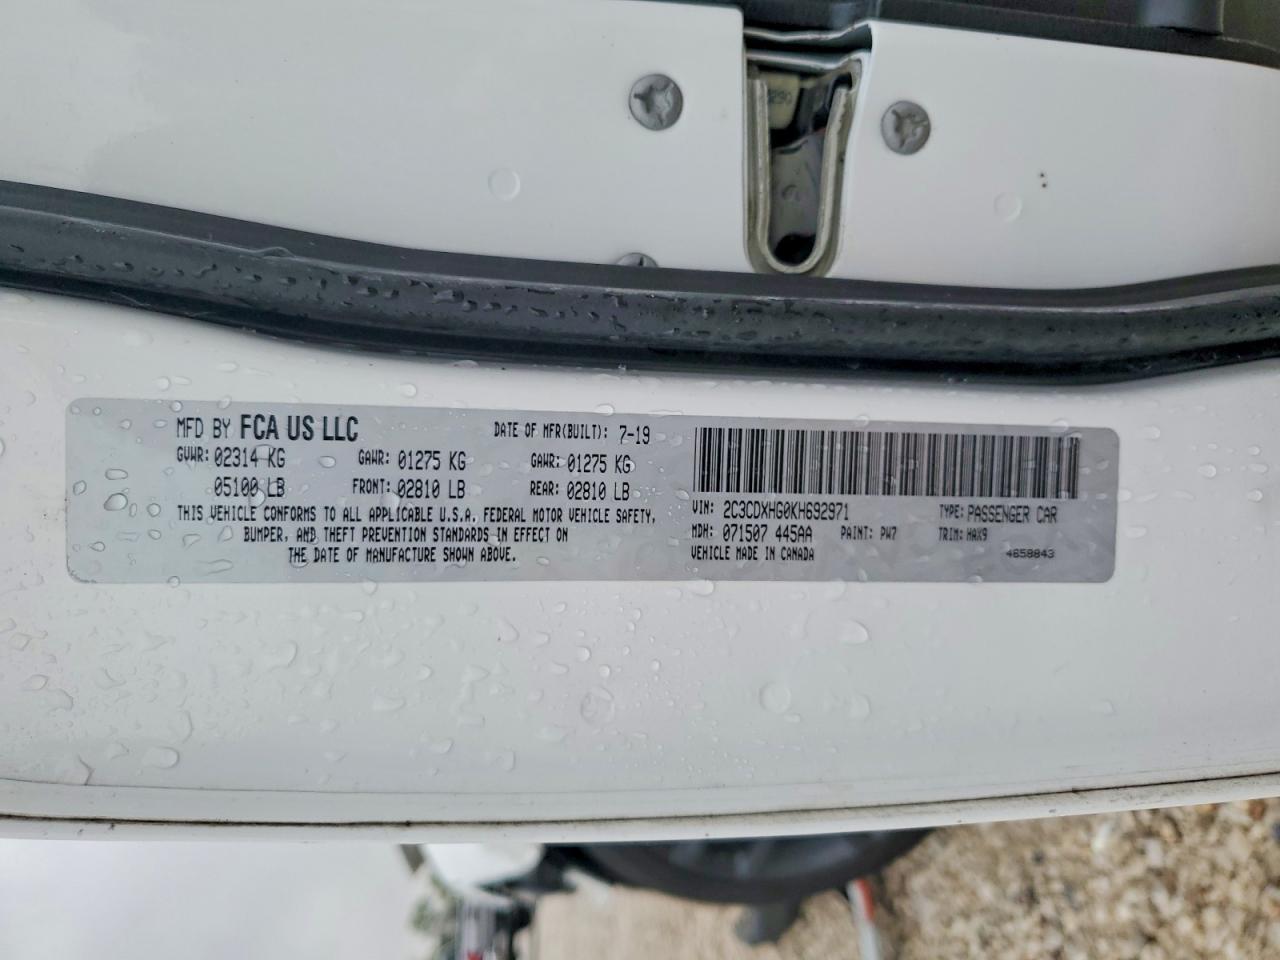 MFD BY FCA US LLC DATE OF MFR(BUILT): 7-19
GVWR: 02314 KG GAWR: 01275 KG GAWR: 01275 KG
05100 LB FRONT: 02810 LB REAR: 02810 LB
THIS VEHICLE CONFORMS TO ALL APPLICABLE U.S.A. FEDERAL MOTOR VEHICLE SAFETY,
BUMPER, AND THEFT PREVENTION STANDARDS IN EFFECT ON
THE DATE OF MANUFACTURE SHOWN ABOVE.
VIN: 2C3CDXHG0KH692971 TYPE: PASSENGER CAR
MDH: 071507 445AA PAINT: PW7 TRIM: HAX9
VEHICLE MADE IN CANADA 4658843